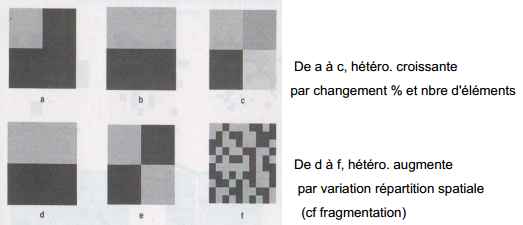 a
b
c
De a à c, hétéro. croissante
par changement % et nbre d'éléments
d
e
f
De d à f, hétéro. augmente
par variation répartition spatiale
(cf fragmentation)